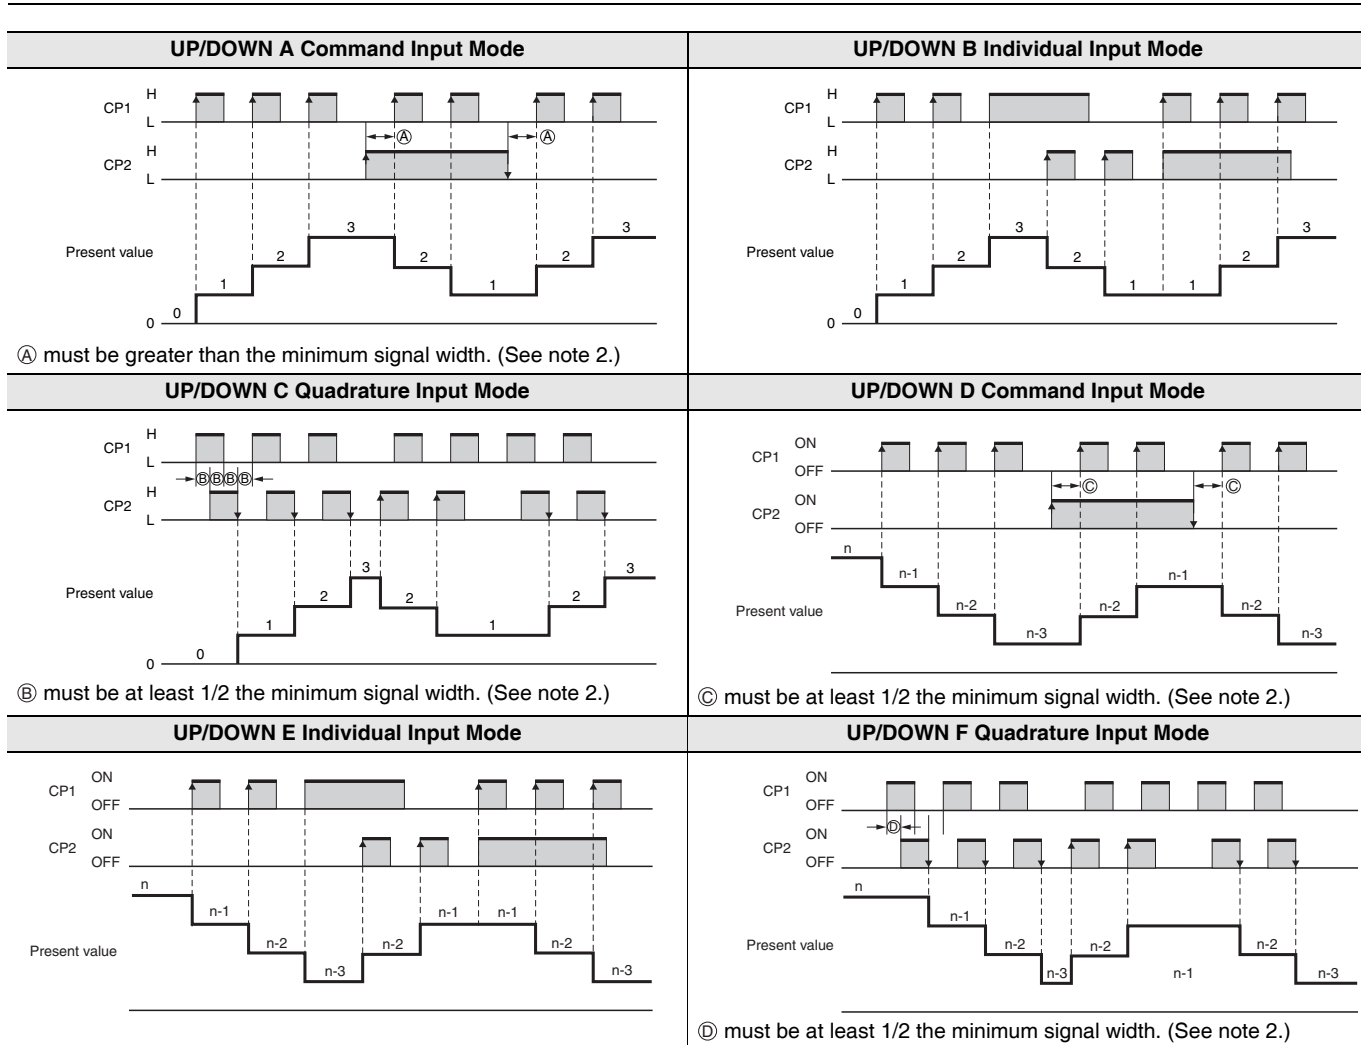 UP/DOWN A Command Input Mode
CP1 H
L
Ⓐ Ⓐ
CP2 H
L
Present value
0 1 2 3 2 1 2 3
0
Ⓐ must be greater than the minimum signal width. (See note 2.)
UP/DOWN B Individual Input Mode
CP1 H
L
CP2 H
L
Present value
0 1 2 3 2 1 1 2 3
0
UP/DOWN C Quadrature Input Mode
CP1 H
L
Ⓑ Ⓑ Ⓑ Ⓑ
CP2 H
L
Present value
0 1 2 3 2 1 2 3
0
Ⓑ must be at least 1/2 the minimum signal width. (See note 2.)
UP/DOWN D Command Input Mode
CP1 ON
OFF
Ⓒ Ⓒ
CP2 ON
OFF
Present value
n n-1 n-2 n-3 n-2 n-1 n-2 n-3
Ⓒ must be at least 1/2 the minimum signal width. (See note 2.)
UP/DOWN E Individual Input Mode
CP1 ON
OFF
CP2 ON
OFF
Present value
n n-1 n-2 n-3 n-2 n-1 n-1 n-2 n-3
UP/DOWN F Quadrature Input Mode
CP1 ON
OFF
Ⓓ
CP2 ON
OFF
Present value
n n-1 n-2 n-3 n-2 n-1 n-2 n-3
Ⓓ must be at least 1/2 the minimum signal width. (See note 2.)